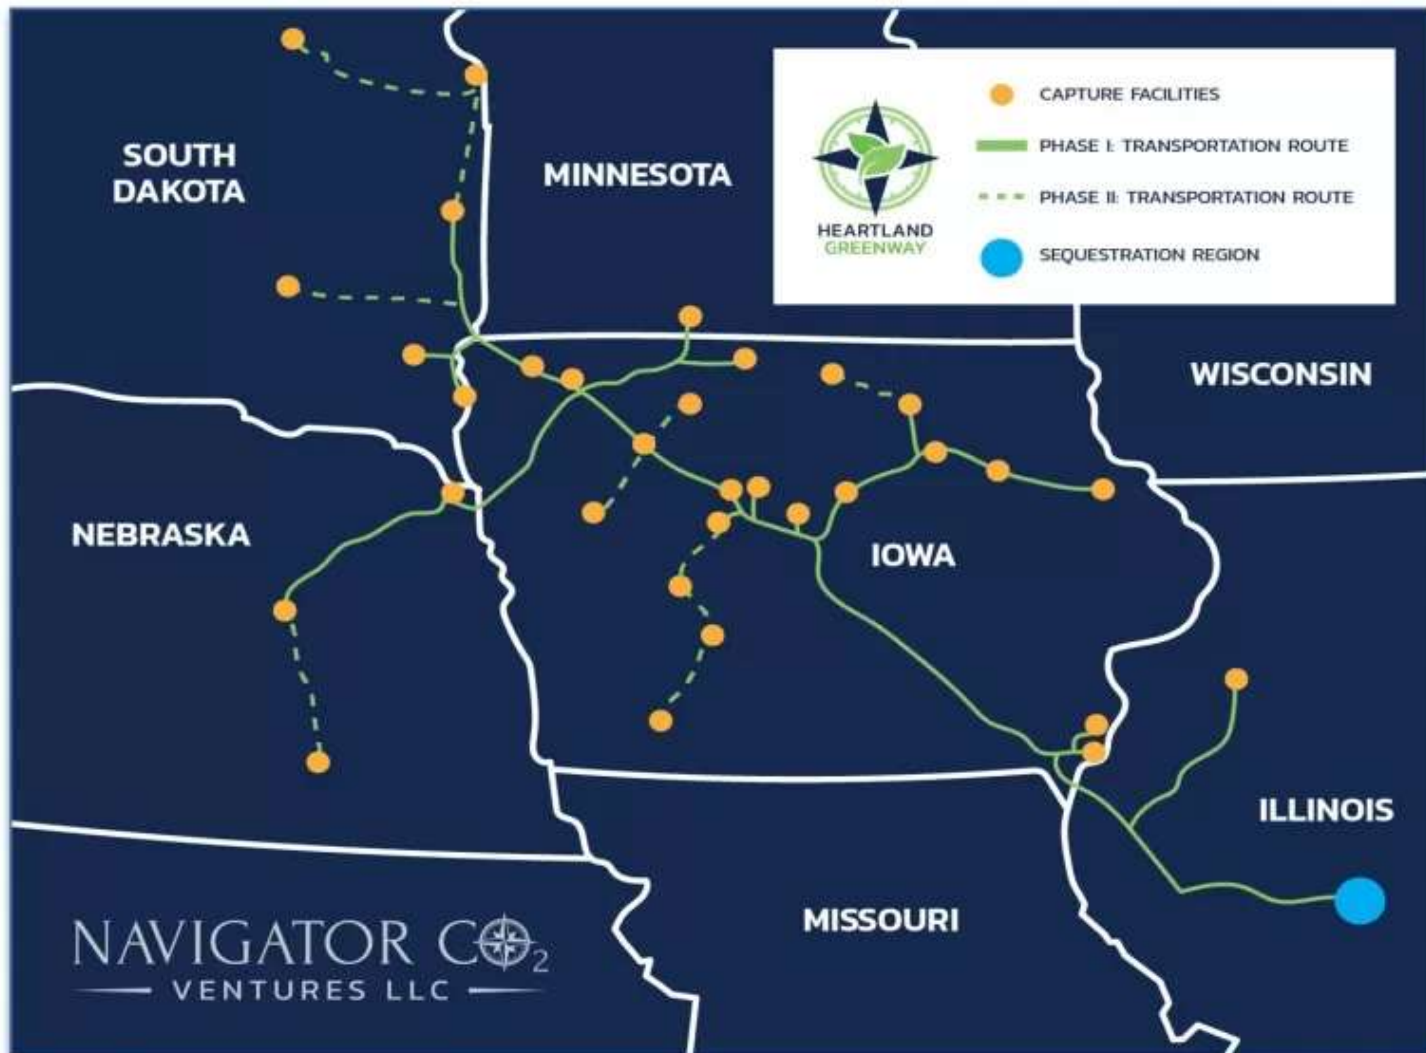 CAPTURE FACILITIES
PHASE I: TRANSPORTATION ROUTE
PHASE II: TRANSPORTATION ROUTE
SEQUESTRATION REGION
HEARTLAND
GREENWAY
SOUTH
DAKOTA
MINNESOTA
WISCONSIN
NEBRASKA
IOWA
ILLINOIS
MISSOURI
NAVIGATOR CO2
VENTURES LLC